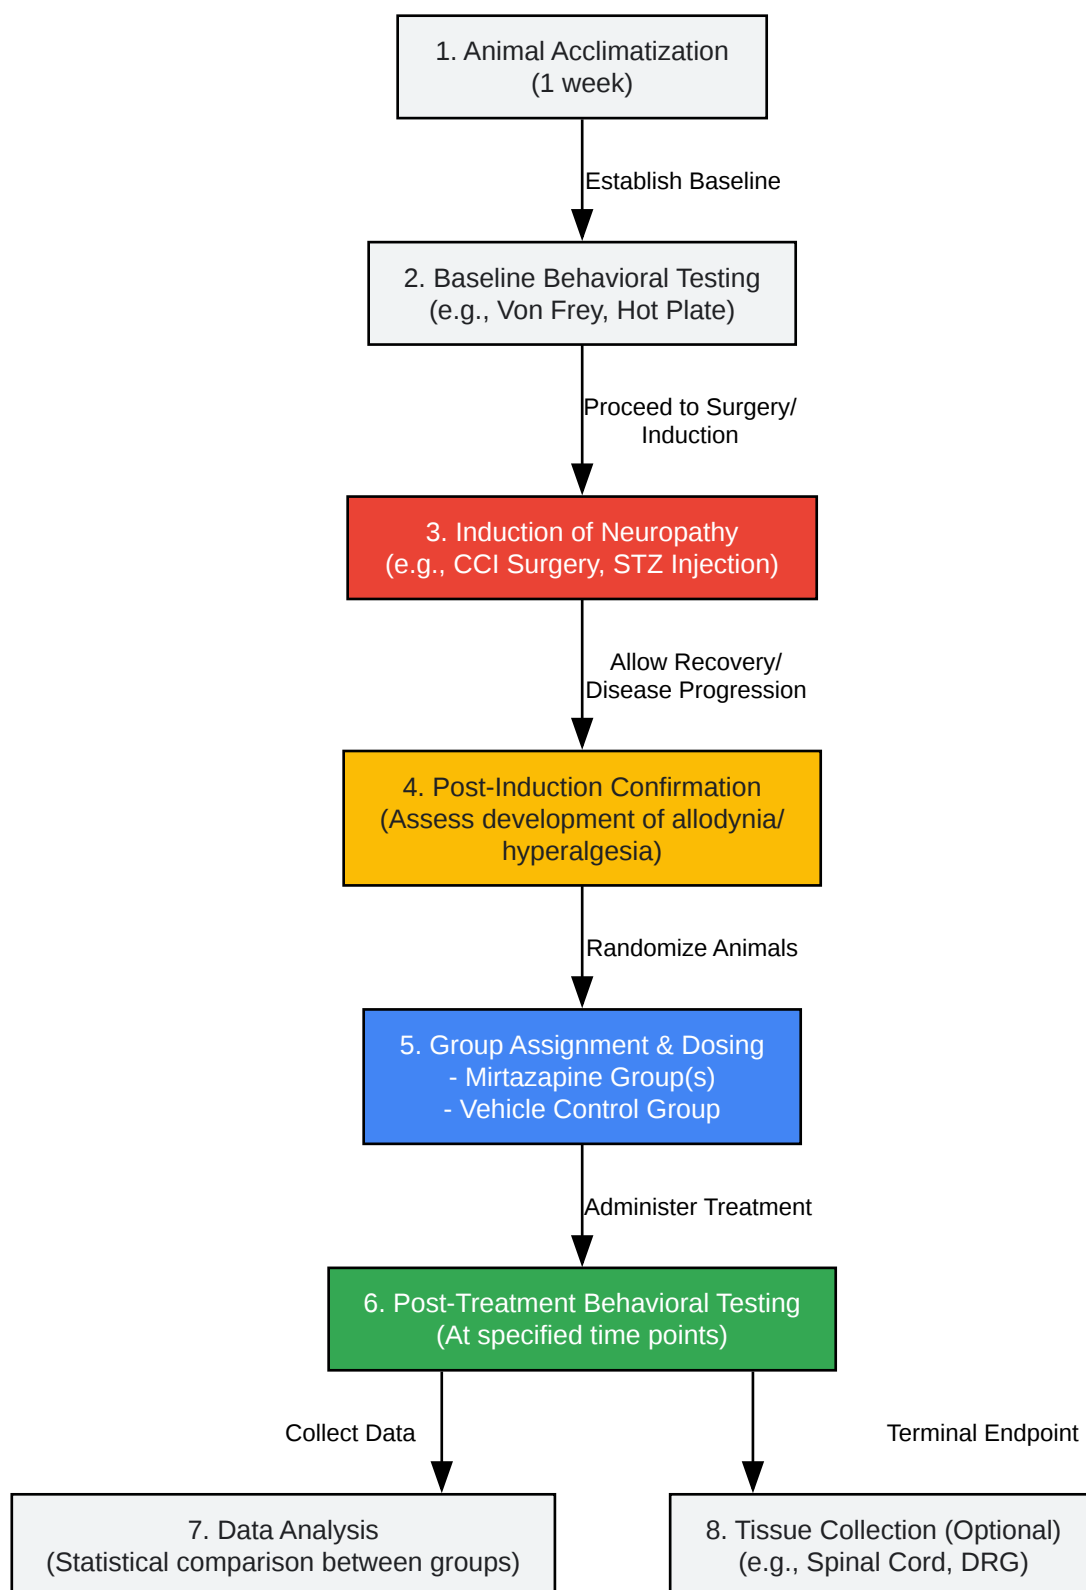 1. Animal Acclimatization
(1 week)
Establish Baseline
2. Baseline Behavioral Testing
(e.g., Von Frey, Hot Plate)
Proceed to Surgery/
Induction
3. Induction of Neuropathy
(e.g., CCI Surgery, STZ Injection)
Allow Recovery/
Disease Progression
4. Post-Induction Confirmation
(Assess development of allodynia/
hyperalgesia)
Randomize Animals
5. Group Assignment & Dosing
- Mirtazapine Group(s)
- Vehicle Control Group
Administer Treatment
6. Post-Treatment Behavioral Testing
(At specified time points)
Collect Data
Terminal Endpoint
7. Data Analysis
(Statistical comparison between groups)
8. Tissue Collection (Optional)
(e.g., Spinal Cord, DRG)